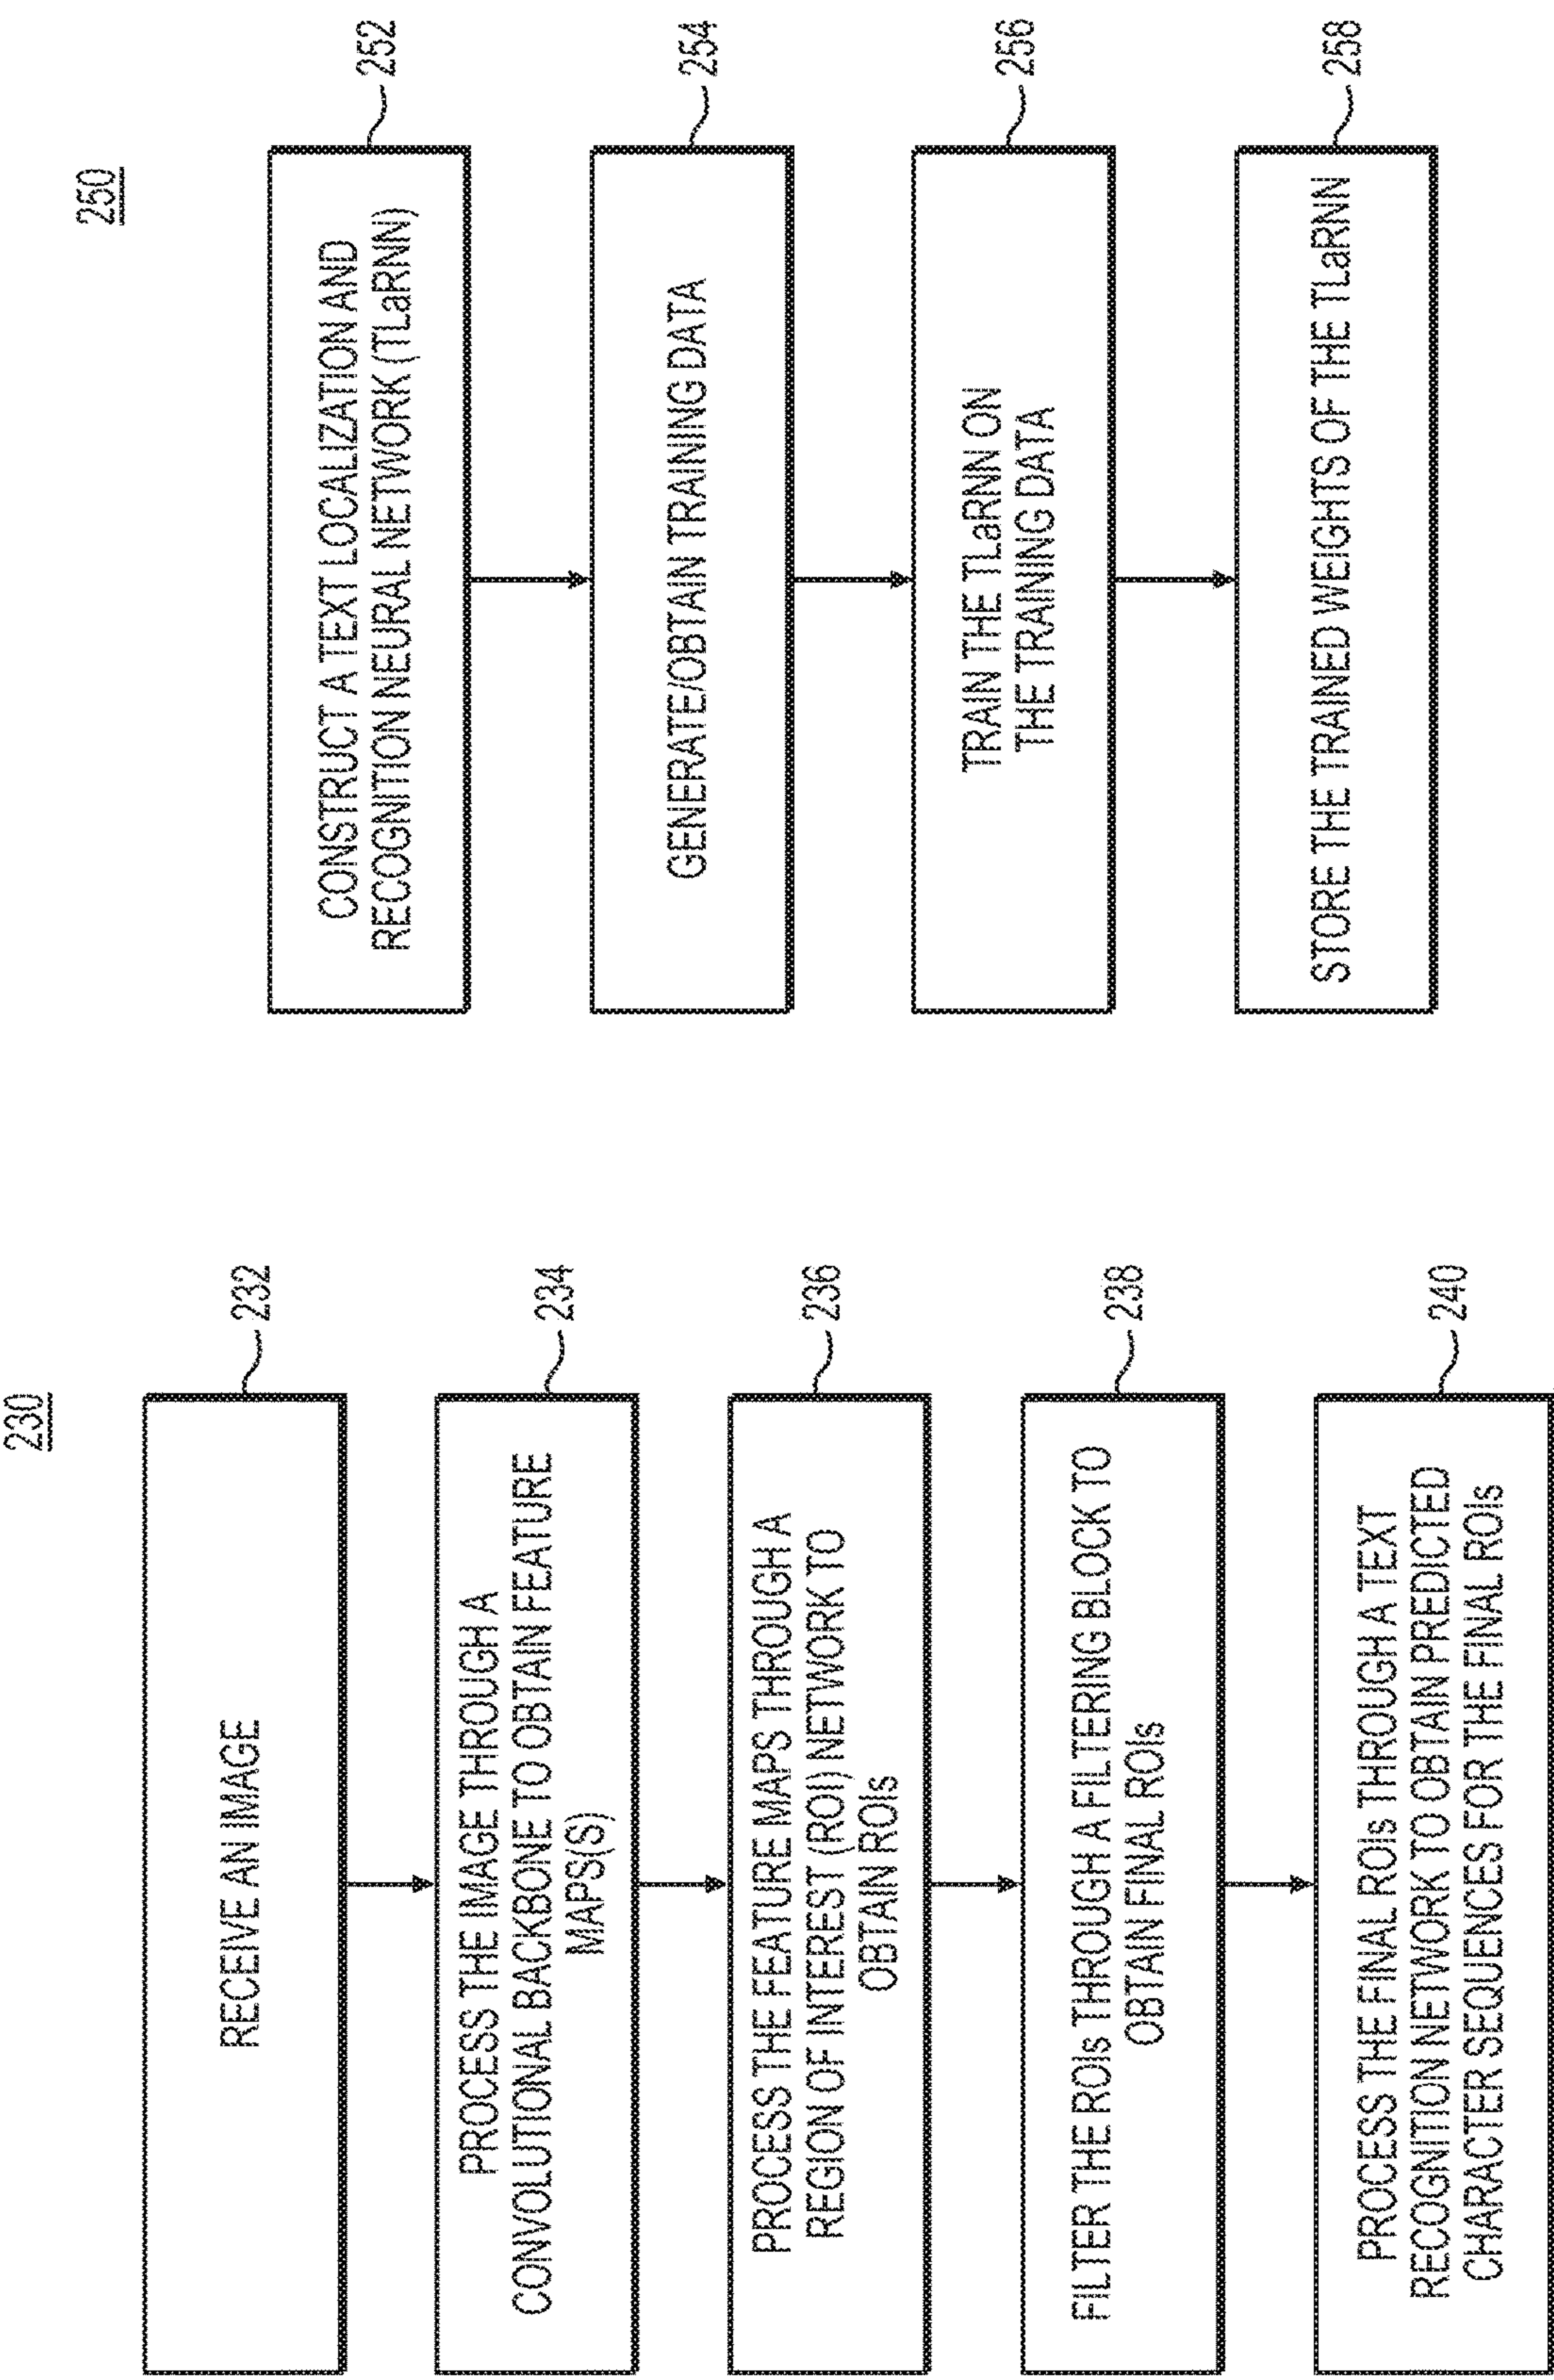 230
RECEIVE AN IMAGE
232
PROCESS THE IMAGE THROUGH A
CONVOLUTIONAL BACKBONE TO OBTAIN FEATURE
MAPS(S)
234
PROCESS THE FEATURE MAPS THROUGH A
REGION OF INTEREST (ROI) NETWORK TO
OBTAIN ROIs
236
FILTER THE ROIs THROUGH A FILTERING BLOCK TO
OBTAIN FINAL ROIs
238
PROCESS THE FINAL ROIs THROUGH A TEXT
RECOGNITION NETWORK TO OBTAIN PREDICTED
CHARACTER SEQUENCES FOR THE FINAL ROIs
240
250
CONSTRUCT A TEXT LOCALIZATION AND
RECOGNITION NEURAL NETWORK (TLaRNN)
252
GENERATE/OBTAIN TRAINING DATA
254
TRAIN THE TLaRNN ON
THE TRAINING DATA
256
STORE THE TRAINED WEIGHTS OF THE TLaRNN
258